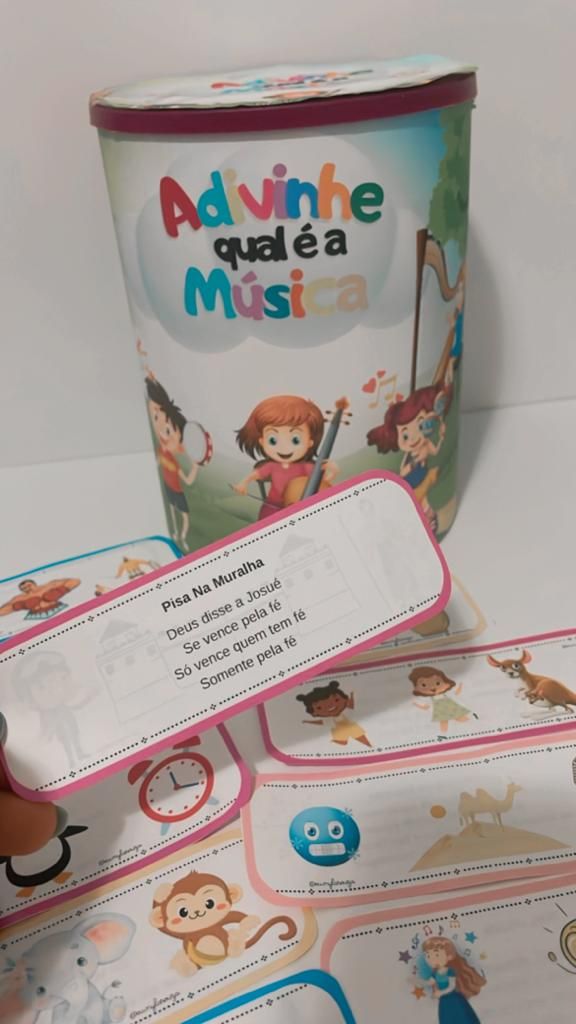 Adivinhe
qual é a
Música
Pisa Na Muralha
Deus disse a Josué
Se vence pela fé
Só vence quem tem fé
Somente pela fé